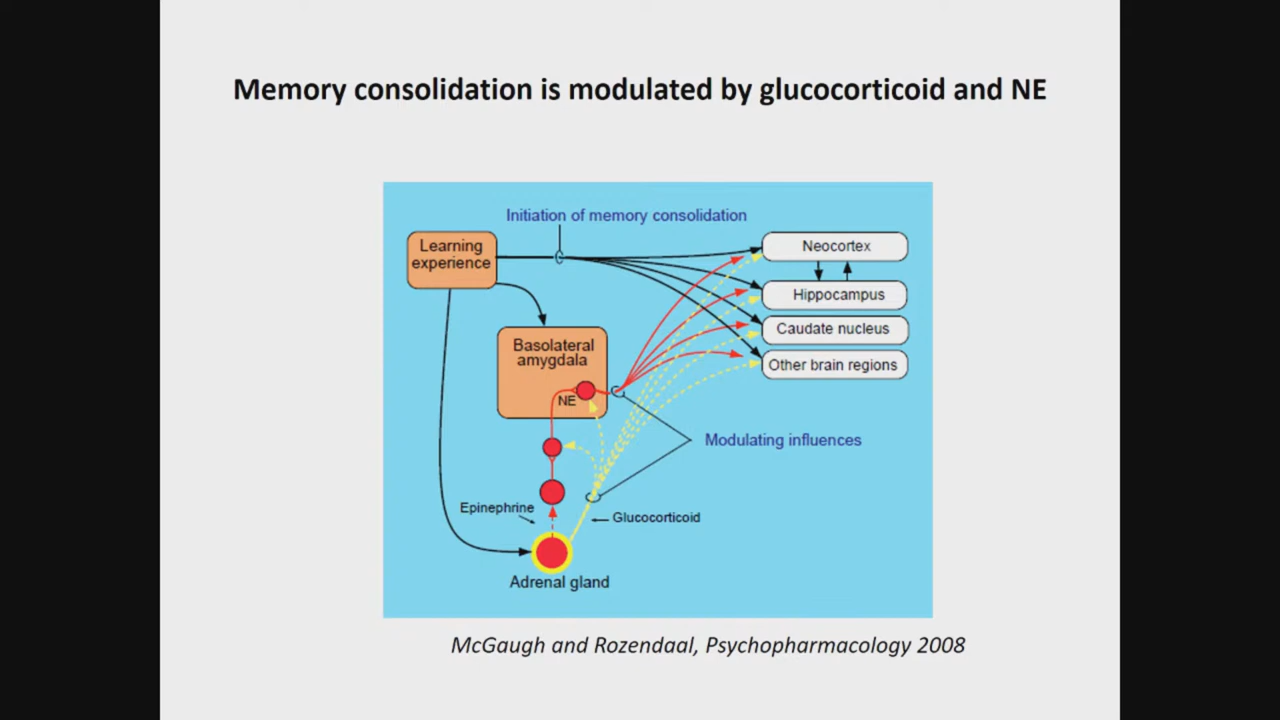 Memory consolidation is modulated by glucocorticoid and NE
Initiation of memory consolidation
Learning
experience
Neocortex
Hippocampus
Caudate nucleus
Other brain regions
Basolateral
amygdala
NE
Modulating influences
Epinephrine
Glucocorticoid
Adrenal gland
McGaugh and Rozendaal, Psychopharmacology 2008